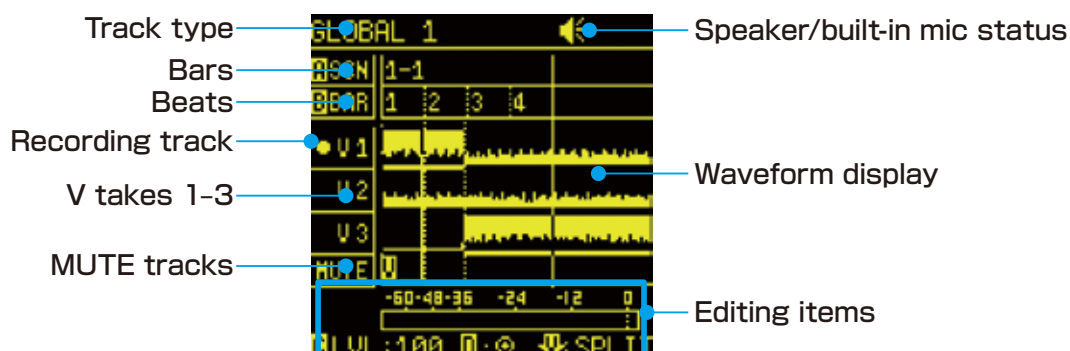 Track type
GLOBAL 1
Speaker/built-in mic status
Bars
A SCN 1-1
Beats
B BAR 1 2 3 4
Recording track
V1
Waveform display
V takes 1–3
V2
V3
MUTE tracks
MUTE V
-60-48-36 -24 -12 0
Editing items
LVL:100 D: SPLIT